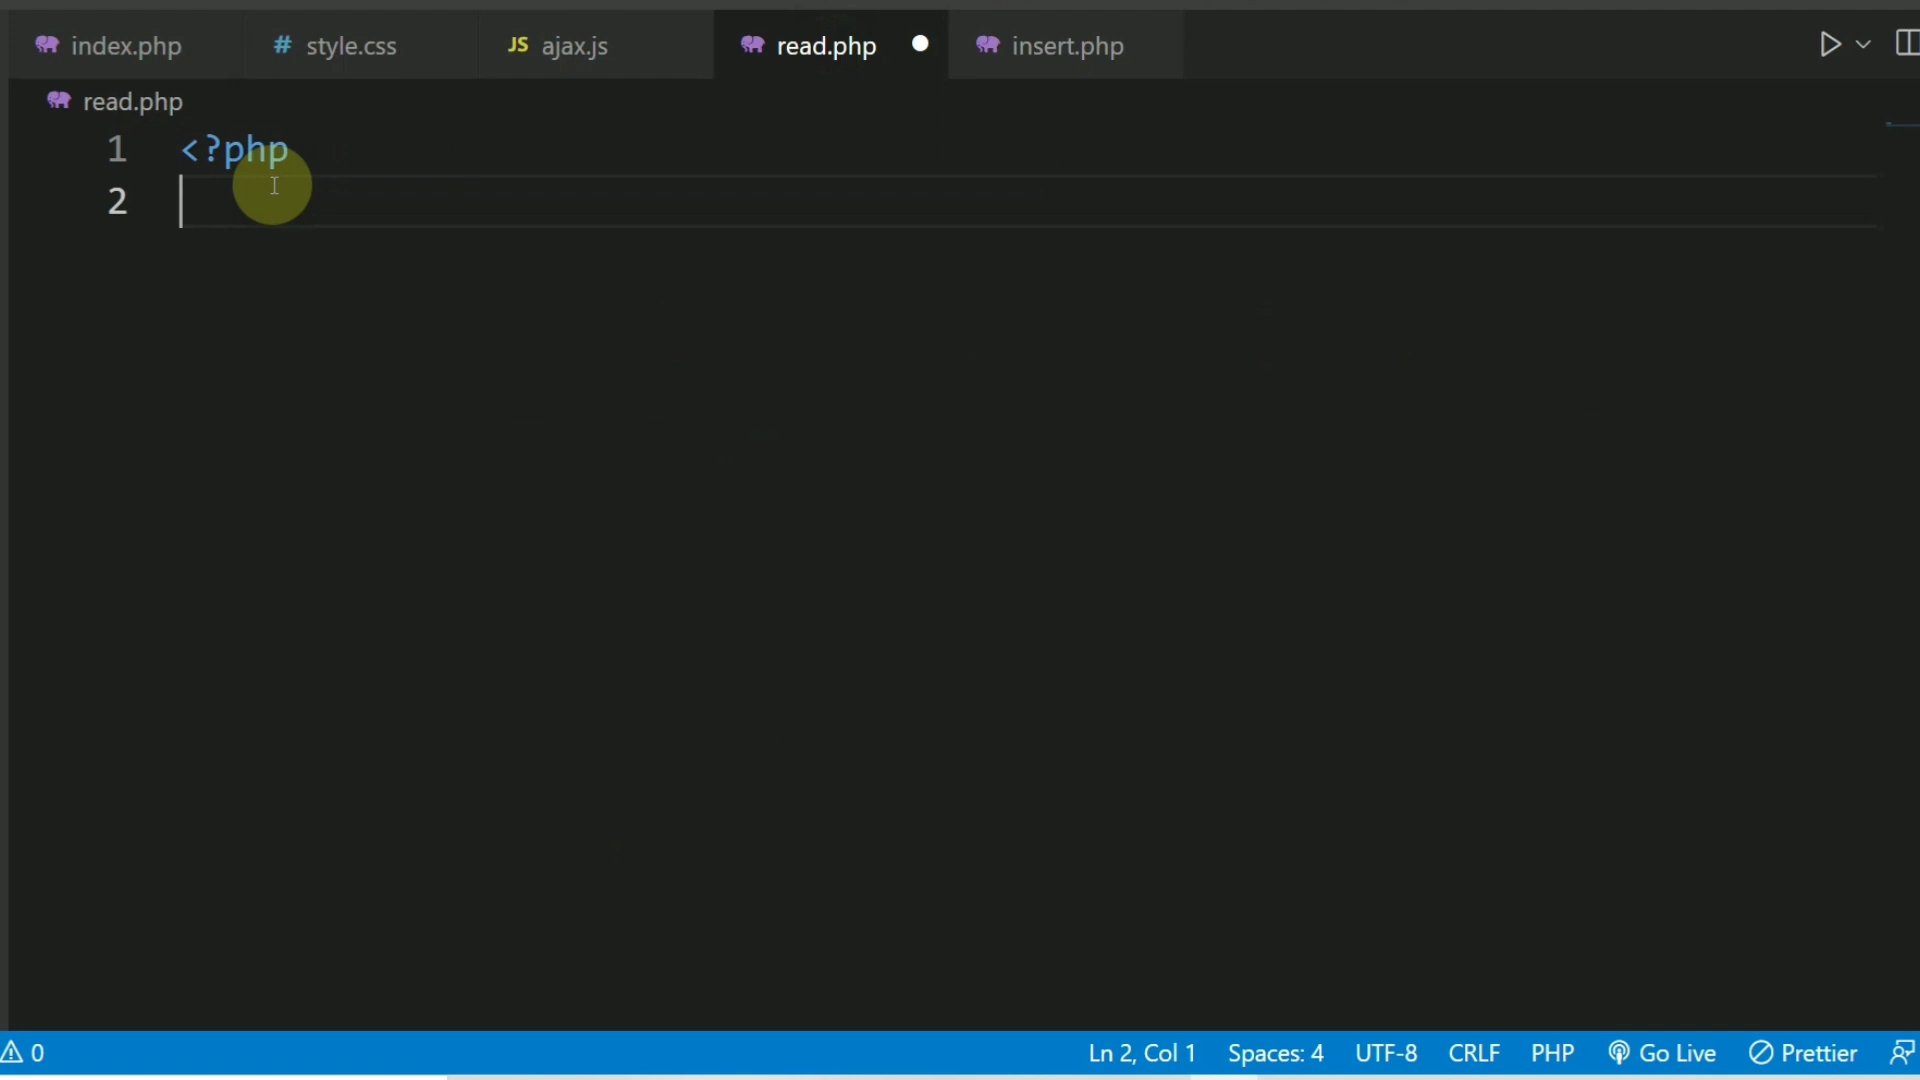 index.php # style.css JS ajax.js read.php insert.php
read.php
1 <?php
2
0 Ln 2, Col 1 Spaces: 4 UTF-8 CRLF PHP Go Live Prettier